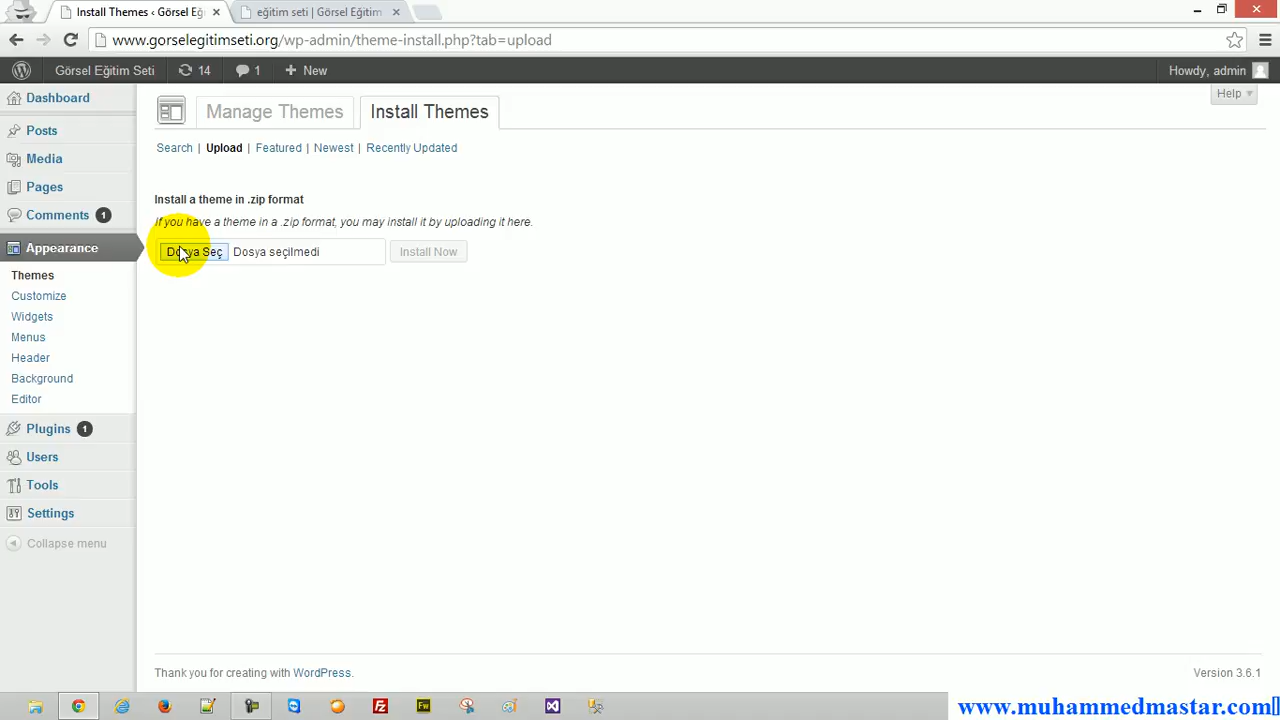 Install Themes ‹ Görsel Eğ
eğitim seti | Görsel Eğitim
www.gorselegitimseti.org/wp-admin/theme-install.php?tab=upload
Görsel Eğitim Seti
14
1
New
Howdy, admin
Help
Dashboard
Posts
Media
Pages
Comments 1
Appearance
Themes
Customize
Widgets
Menus
Header
Background
Editor
Plugins 1
Users
Tools
Settings
Collapse menu
Manage Themes
Install Themes
Search | Upload | Featured | Newest | Recently Updated
Install a theme in .zip format
If you have a theme in a .zip format, you may install it by uploading it here.
Dosya Seç Dosya seçilmedi Install Now
Thank you for creating with WordPress.
Version 3.6.1
Fz
Fw
www.muhammedmastar.com